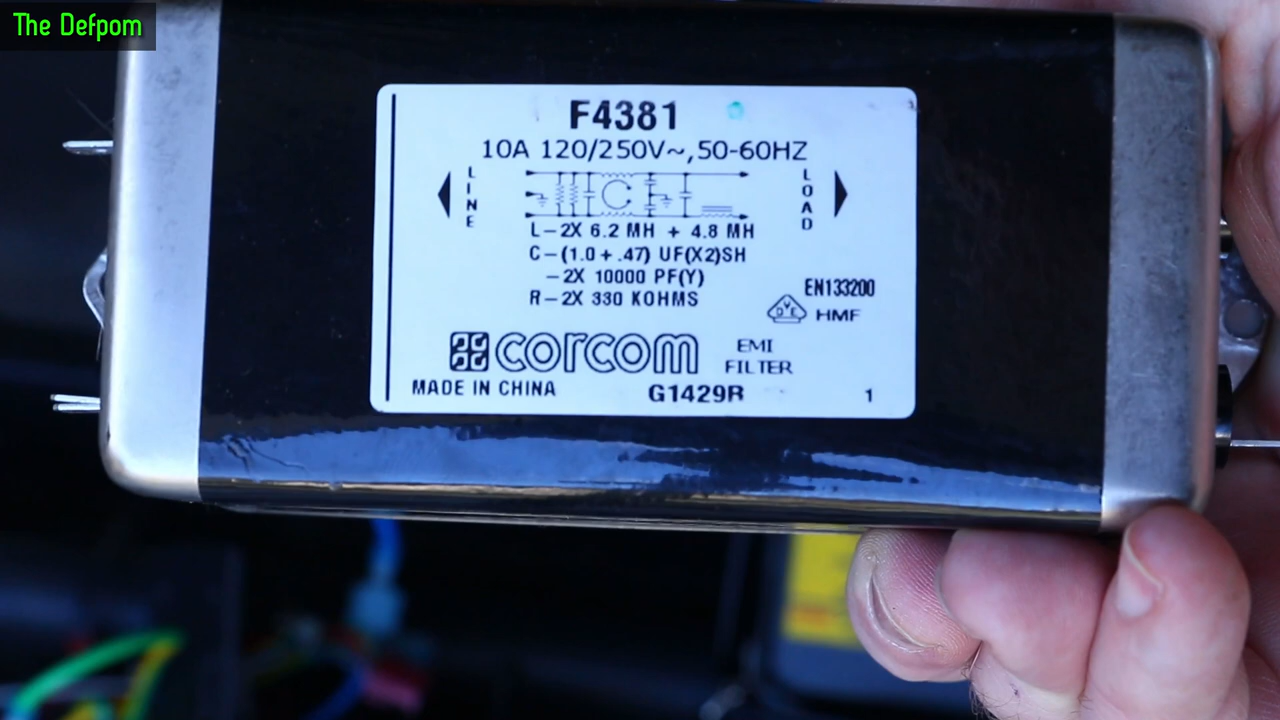 The Defpom
F4381
10A 120/250V~,50-60HZ
LINE
LOAD
L-2X 6.2 MH + 4.8 MH
C-(1.0+.47) UF(X2)SH
-2X 10000 PF(Y)
R-2X 330 KOHMS
EN133200
DVE HMF
corcom
EMI
FILTER
MADE IN CHINA
G1429R
1